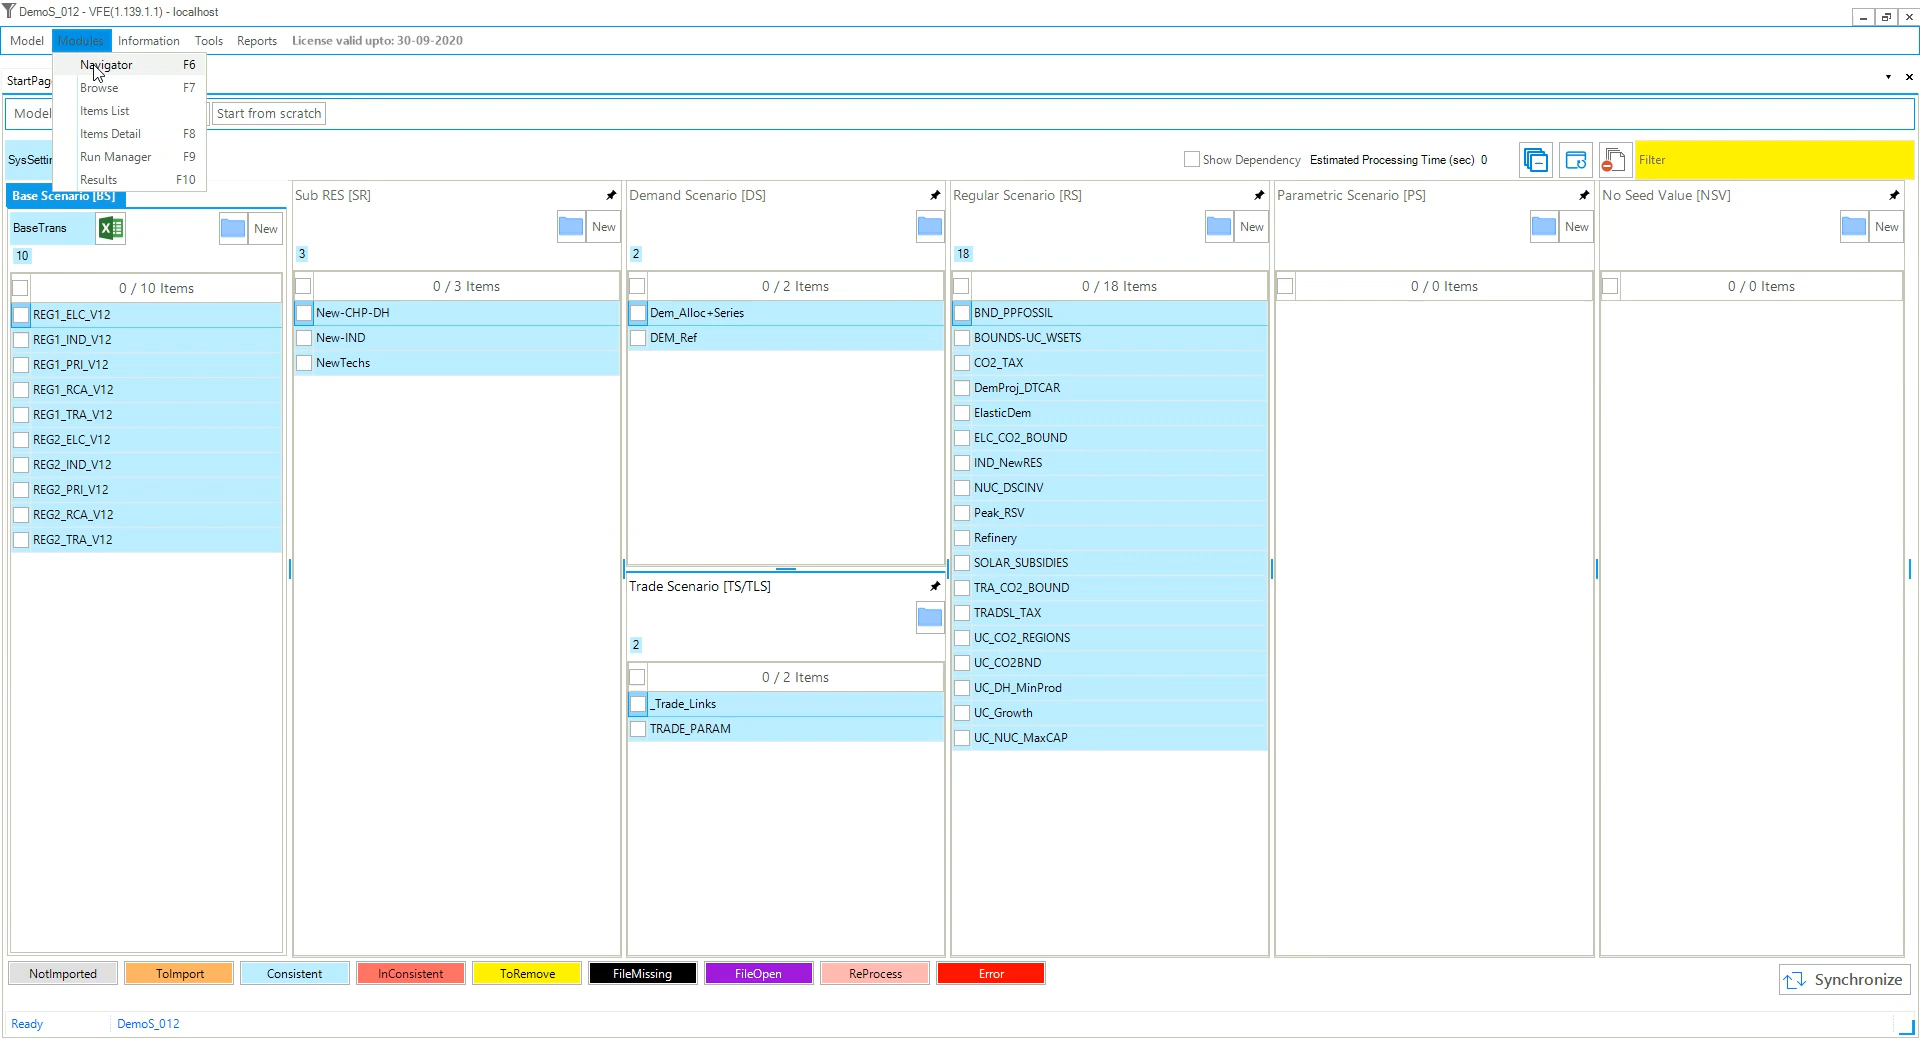 DemoS_012 - VFE(1.139.1.1) - localhost
Model Modules Information Tools Reports License valid upto: 30-09-2020
Navigator F6
Browse F7
Items List
Items Detail F8
Run Manager F9
Results F10
StartPag
Model
Start from scratch
SysSettin
Show Dependency Estimated Processing Time (sec) 0
Filter
Base Scenario [BS]
BaseTrans
New
10
0 / 10 Items
REG1_ELC_V12
REG1_IND_V12
REG1_PRI_V12
REG1_RCA_V12
REG1_TRA_V12
REG2_ELC_V12
REG2_IND_V12
REG2_PRI_V12
REG2_RCA_V12
REG2_TRA_V12
Sub RES [SR]
New
3
0 / 3 Items
New-CHP-DH
New-IND
NewTechs
Demand Scenario [DS]
2
0 / 2 Items
Dem_Alloc+Series
DEM_Ref
Trade Scenario [TS/TLS]
2
0 / 2 Items
_Trade_Links
TRADE_PARAM
Regular Scenario [RS]
New
18
0 / 18 Items
BND_PPFOSSIL
BOUNDS-UC_WSETS
CO2_TAX
DemProj_DTCAR
ElasticDem
ELC_CO2_BOUND
IND_NewRES
NUC_DSCINV
Peak_RSV
Refinery
SOLAR_SUBSIDIES
TRA_CO2_BOUND
TRADSL_TAX
UC_CO2_REGIONS
UC_CO2BND
UC_DH_MinProd
UC_Growth
UC_NUC_MaxCAP
Parametric Scenario [PS]
New
0 / 0 Items
No Seed Value [NSV]
New
0 / 0 Items
NotImported ToImport Consistent InConsistent ToRemove FileMissing FileOpen ReProcess Error
Synchronize
Ready DemoS_012